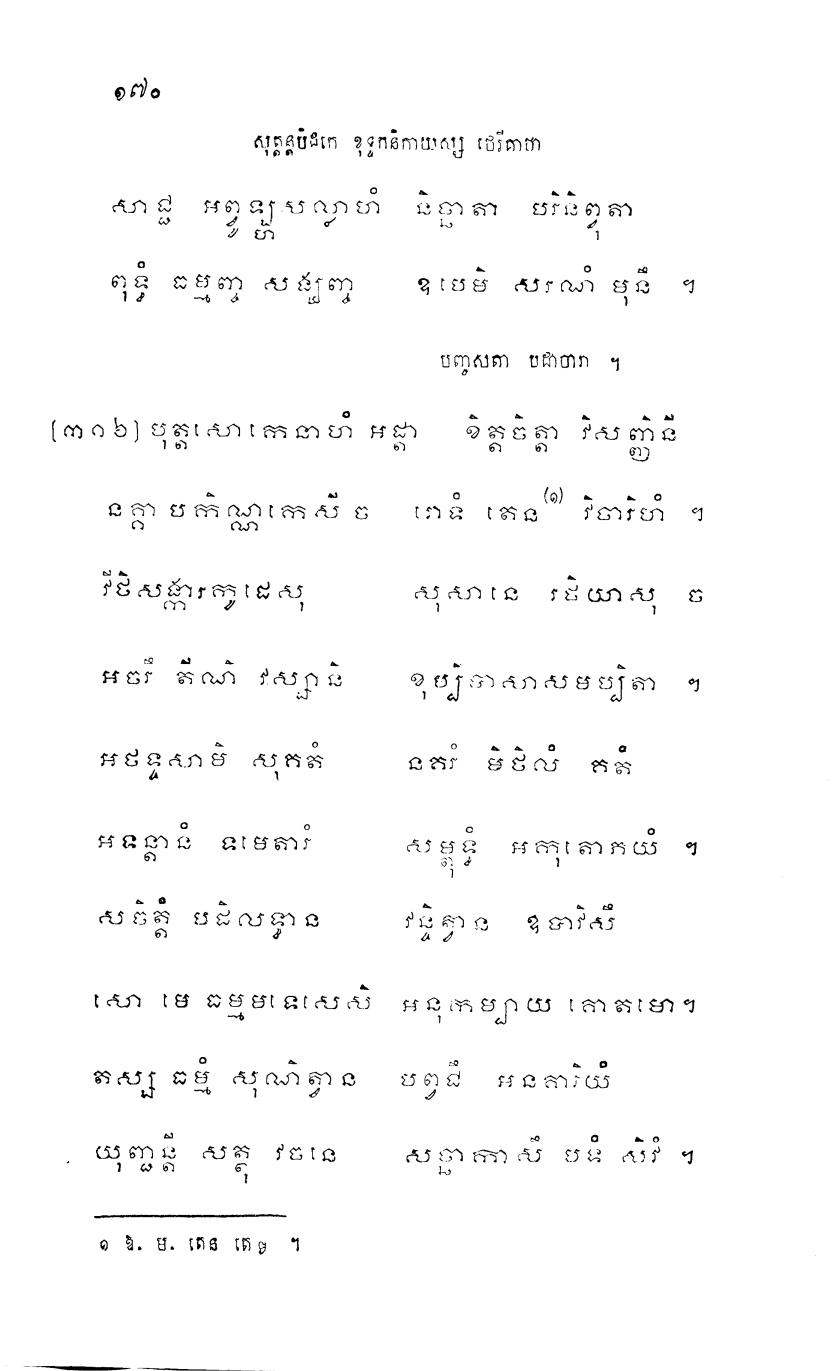 ១៧០
សុត្តន្តបិដកេ ខុទ្ទកនិកាយស្ស ថេរីគាថា
សាជ្ជ អព្វូឡ្ហសល្លាហំ និច្ឆាតា បរិនិព្វុតា
ពុទ្ធំ ធម្មញ្ច សង្ឃញ្ច ឧបេមិ សរណំ មុនឹ ។
បញ្ចសតា បដាចារា ។
(៣១៦) បុត្តសោកេនាហំ អដ្ដា ខិត្តចិត្តា វិសញ្ញិនី
នគ្គា បកិណ្ណកេសី ច រោទំ តេន(១) វិចារិហំ ។
វីថិសង្ការកូដេសុ សុសានេ រថិយាសុ ច
អចរឹ តីណិ វស្សានិ ខុប្បិបាសាសមប្បិតា ។
អថទ្ទសាមិ សុគតំ នគរំ មិថិលំ គតំ
អទន្តានំ ទមេតារំ សម្ពុទ្ធំ អកុតោភយំ ។
សចិត្តំ បដិលទ្ធាន វន្ទិត្វាន ឧបាវិសឹ
សោ មេ ធម្មមទេសេសិ អនុកម្បាយ គោតមោ។
តស្ស ធម្មំ សុណិត្វាន បព្វជឹ អនគារិយំ
យុញ្ជន្តី សត្ថុ វចនេ សច្ឆាកាសឹ បទំ សិវំ ។
១ ឱ. ម. តេន តេន ។